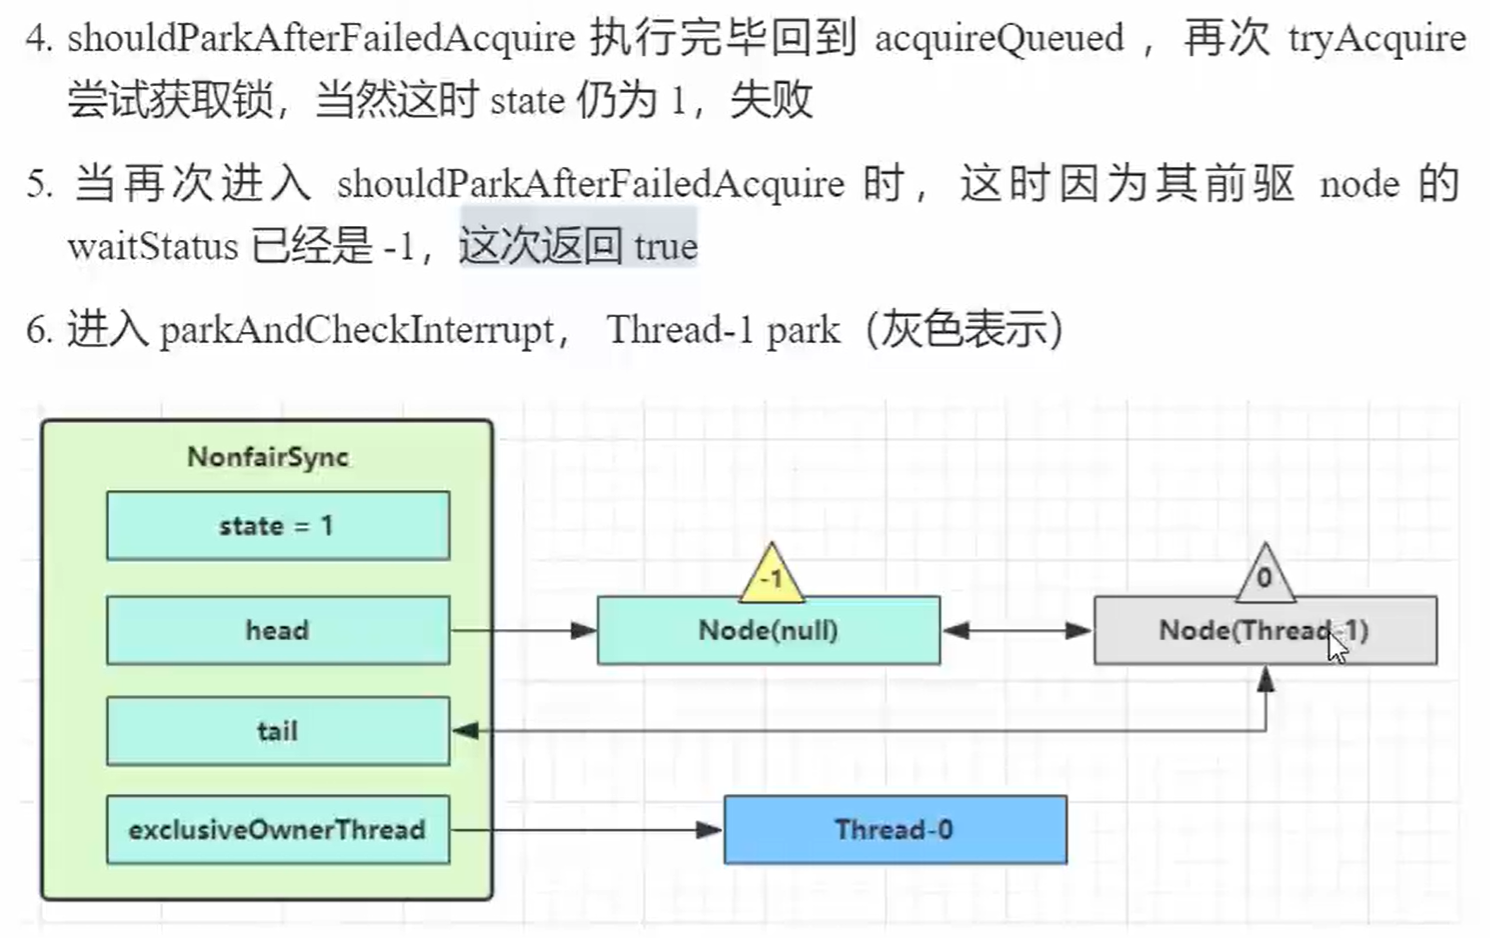 4. shouldParkAfterFailedAcquire 执行完毕回到 acquireQueued ，再次 tryAcquire
尝试获取锁，当然这时 state 仍为 1，失败
5. 当再次进入 shouldParkAfterFailedAcquire 时，这时因为其前驱 node 的
waitStatus 已经是 -1，这次返回 true
6. 进入 parkAndCheckInterrupt， Thread-1 park（灰色表示）
NonfairSync
state = 1
-1
0
head
Node(null)
Node(Thread-1)
tail
exclusiveOwnerThread
Thread-0